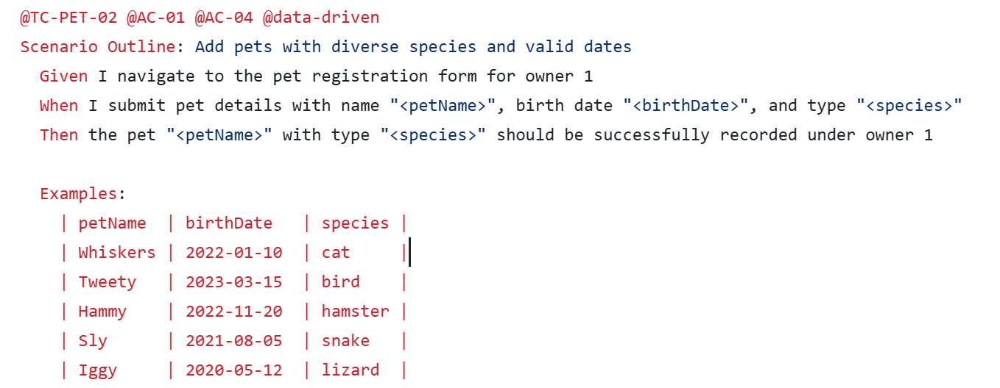 @TC-PET-02 @AC-01 @AC-04 @data-driven
Scenario Outline: Add pets with diverse species and valid dates
Given I navigate to the pet registration form for owner 1
When I submit pet details with name "<petName>", birth date "<birthDate>", and type "<species>"
Then the pet "<petName>" with type "<species>" should be successfully recorded under owner 1
Examples:
| petName | birthDate | species |
| Whiskers | 2022-01-10 | cat |
| Tweety | 2023-03-15 | bird |
| Hammy | 2022-11-20 | hamster |
| Sly | 2021-08-05 | snake |
| Iggy | 2020-05-12 | lizard |